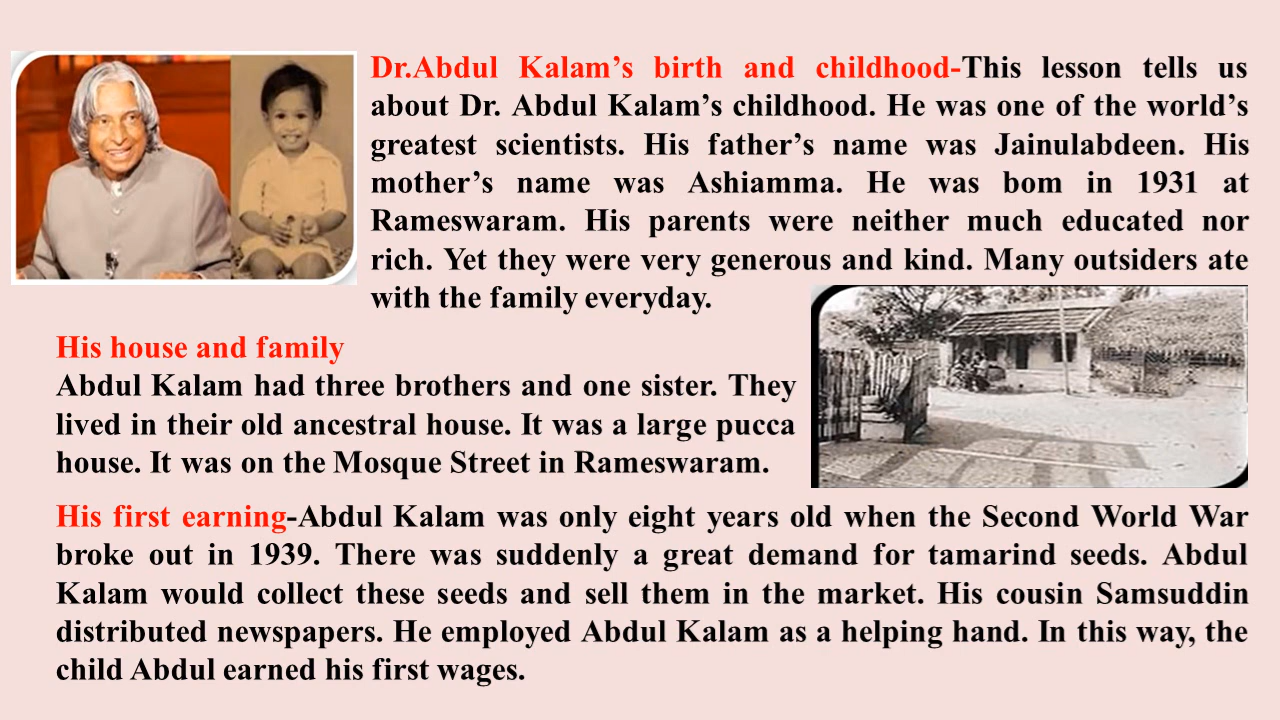 Dr.Abdul Kalam’s birth and childhood-This lesson tells us
about Dr. Abdul Kalam’s childhood. He was one of the world’s
greatest scientists. His father’s name was Jainulabdeen. His
mother’s name was Ashiamma. He was bom in 1931 at
Rameswaram. His parents were neither much educated nor
rich. Yet they were very generous and kind. Many outsiders ate
with the family everyday.
His house and family
Abdul Kalam had three brothers and one sister. They
lived in their old ancestral house. It was a large pucca
house. It was on the Mosque Street in Rameswaram.
His first earning-Abdul Kalam was only eight years old when the Second World War
broke out in 1939. There was suddenly a great demand for tamarind seeds. Abdul
Kalam would collect these seeds and sell them in the market. His cousin Samsuddin
distributed newspapers. He employed Abdul Kalam as a helping hand. In this way, the
child Abdul earned his first wages.